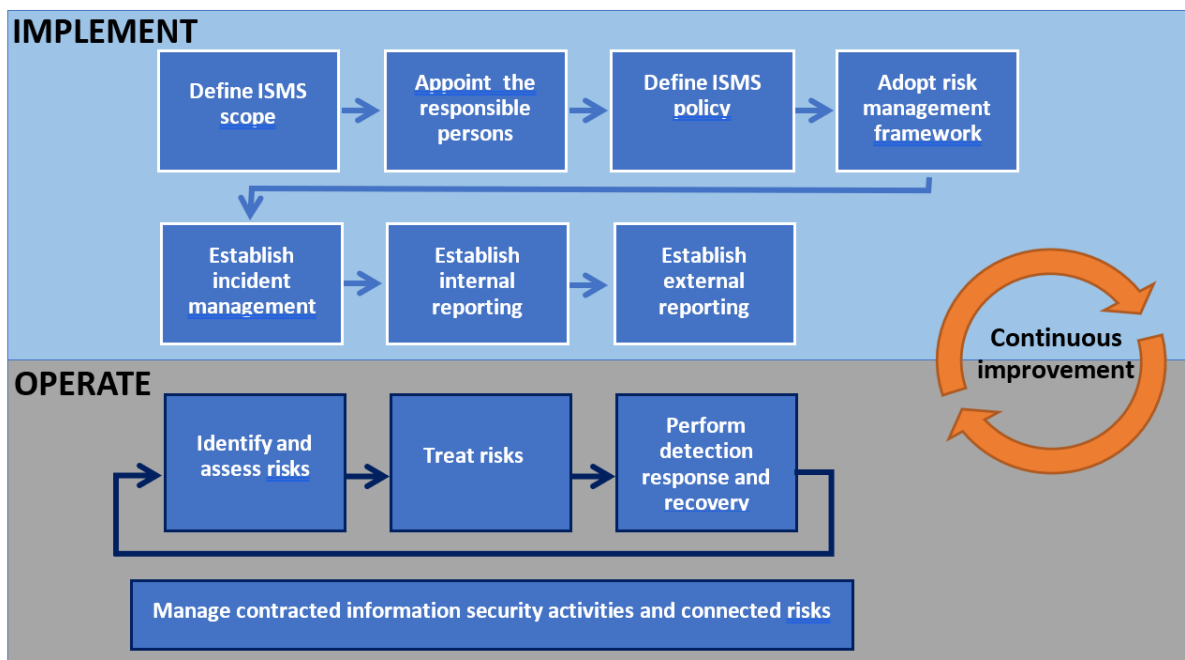 IMPLEMENT
Define ISMS
scope
Appoint the
responsible
persons
Define ISMS
policy
Adopt risk
management
framework
Establish
incident
management
Establish
internal
reporting
Establish
external
reporting
Continuous
improvement
OPERATE
Identify and
assess risks
Treat risks
Perform
detection
response and
recovery
Manage contracted information security activities and connected risks